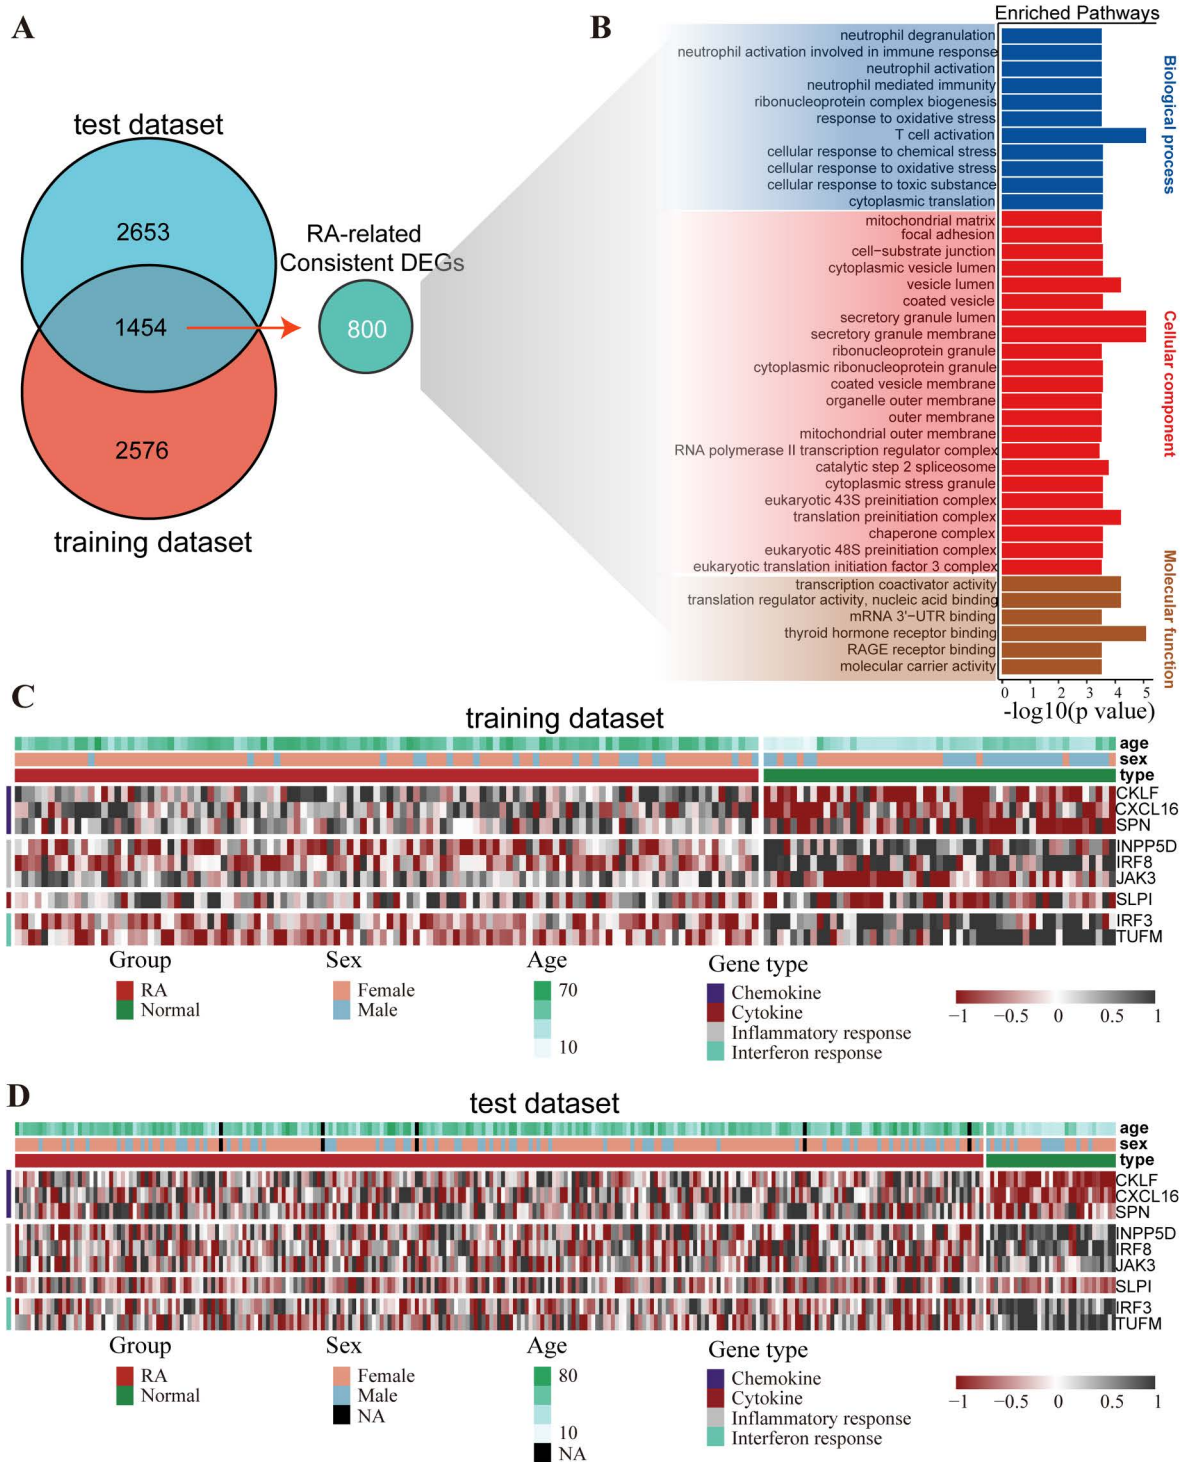 A
test dataset
2653
1454
2576
training dataset
RA-related
Consistent DEGs
800
B
Enriched Pathways
neutrophil degranulation
neutrophil activation involved in immune response
neutrophil activation
neutrophil mediated immunity
ribonucleoprotein complex biogenesis
response to oxidative stress
T cell activation
cellular response to chemical stress
cellular response to oxidative stress
cellular response to toxic substance
cytoplasmic translation
mitochondrial matrix
focal adhesion
cell−substrate junction
cytoplasmic vesicle lumen
vesicle lumen
coated vesicle
secretory granule lumen
secretory granule membrane
ribonucleoprotein granule
cytoplasmic ribonucleoprotein granule
coated vesicle membrane
organelle outer membrane
outer membrane
mitochondrial outer membrane
RNA polymerase II transcription regulator complex
catalytic step 2 spliceosome
cytoplasmic stress granule
eukaryotic 43S preinitiation complex
translation preinitiation complex
chaperone complex
eukaryotic 48S preinitiation complex
eukaryotic translation initiation factor 3 complex
transcription coactivator activity
translation regulator activity, nucleic acid binding
mRNA 3'−UTR binding
thyroid hormone receptor binding
RAGE receptor binding
molecular carrier activity
Biological process
Cellular component
Molecular function
0 1 2 3 4 5
-log10(p value)
C
training dataset
age
sex
type
CKLF
CXCL16
SPN
INPP5D
IRF8
JAK3
SLPI
IRF3
TUFM
Group
RA
Normal
Sex
Female
Male
Age
70
10
Gene type
Chemokine
Cytokine
Inflammatory response
Interferon response
−1 −0.5 0 0.5 1
D
test dataset
age
sex
type
CKLF
CXCL16
SPN
INPP5D
IRF8
JAK3
SLPI
IRF3
TUFM
Group
RA
Normal
Sex
Female
Male
NA
Age
80
10
NA
Gene type
Chemokine
Cytokine
Inflammatory response
Interferon response
−1 −0.5 0 0.5 1